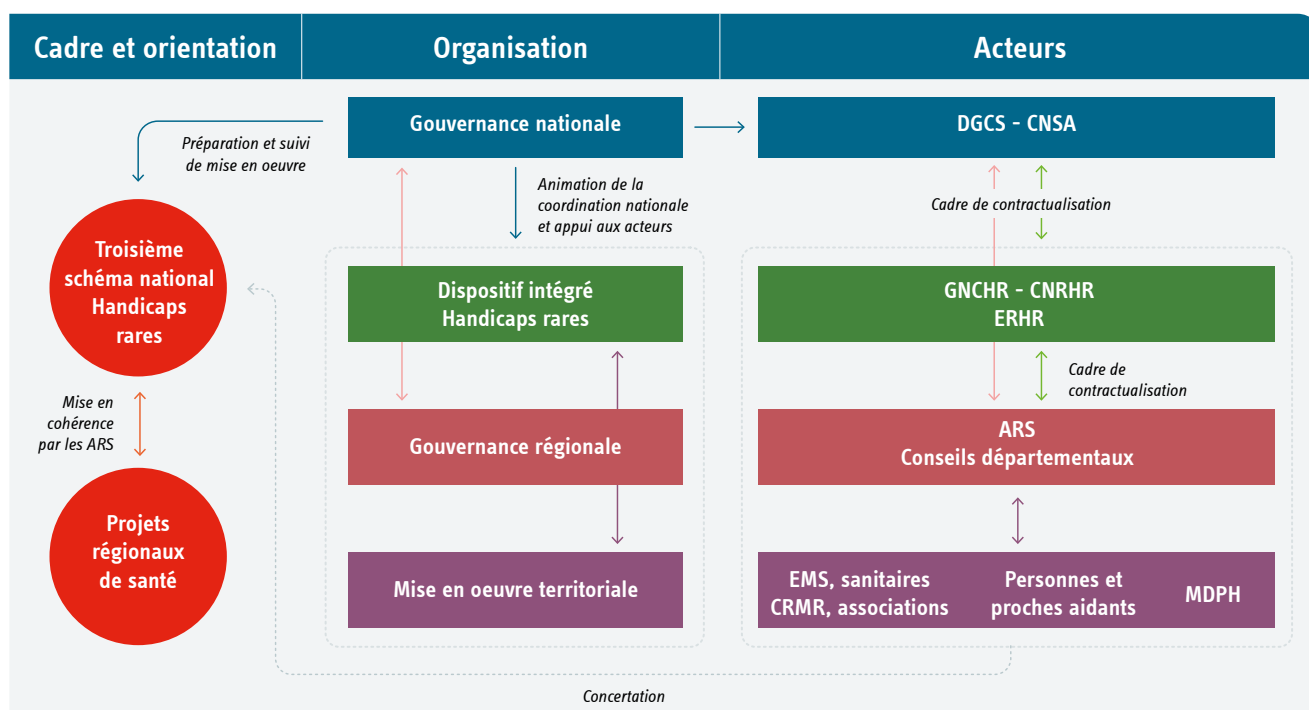 Cadre et orientation
Organisation
Acteurs
Gouvernance nationale
DGCS - CNSA
Préparation et suivi
de mise en oeuvre
Animation de la
coordination nationale
et appui aux acteurs
Cadre de contractualisation
Troisième
schéma national
Handicaps
rares
Dispositif intégré
Handicaps rares
GNCHR - CNRHR
ERHR
Mise en
cohérence
par les ARS
Cadre de
contractualisation
Gouvernance régionale
ARS
Conseils départementaux
Projets
régionaux
de santé
Mise en oeuvre territoriale
EMS, sanitaires
CRMR, associations
Personnes et
proches aidants
MDPH
Concertation